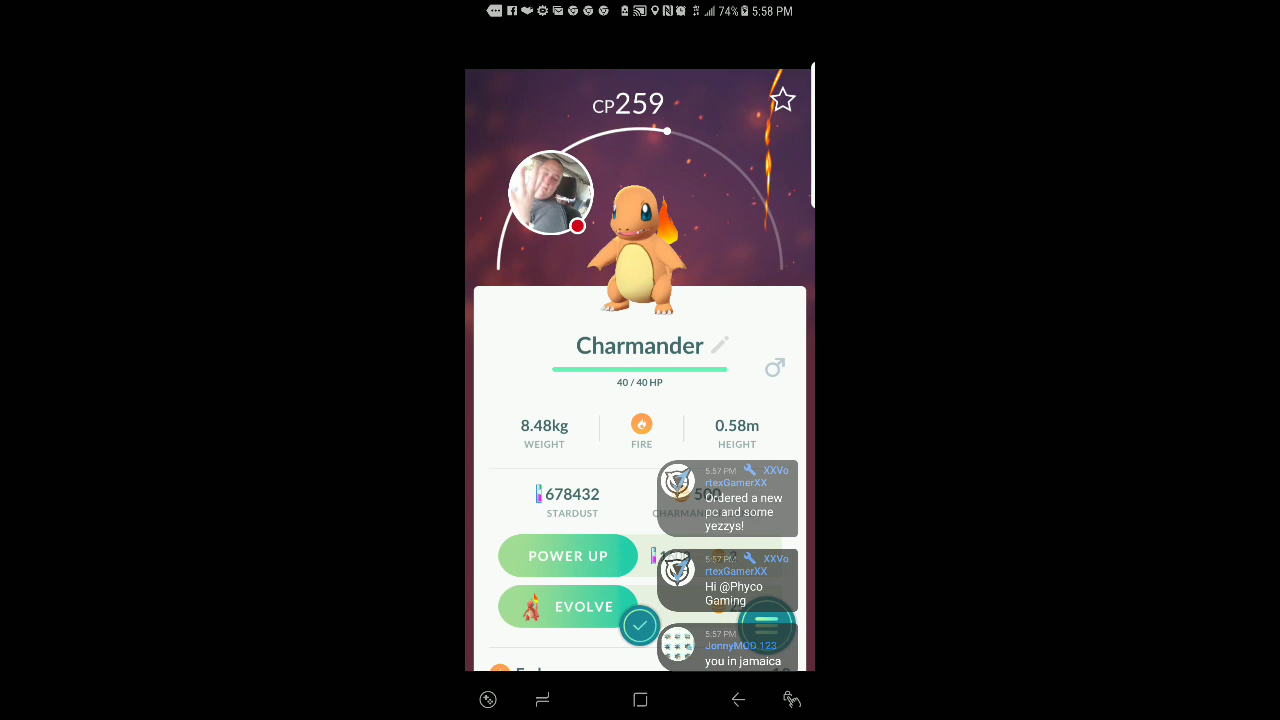 74% 5:58 PM
CP259
Charmander
40 / 40 HP
8.48kg
WEIGHT
FIRE
0.58m
HEIGHT
678432
STARDUST
POWER UP
EVOLVE
5:57 PM XXVo
rtexGamerXX
Ordered a new
pc and some
yezzys!
5:57 PM XXVo
rtexGamerXX
Hi @Phyco
Gaming
5:57 PM
JonnyMOD 123
you in jamaica